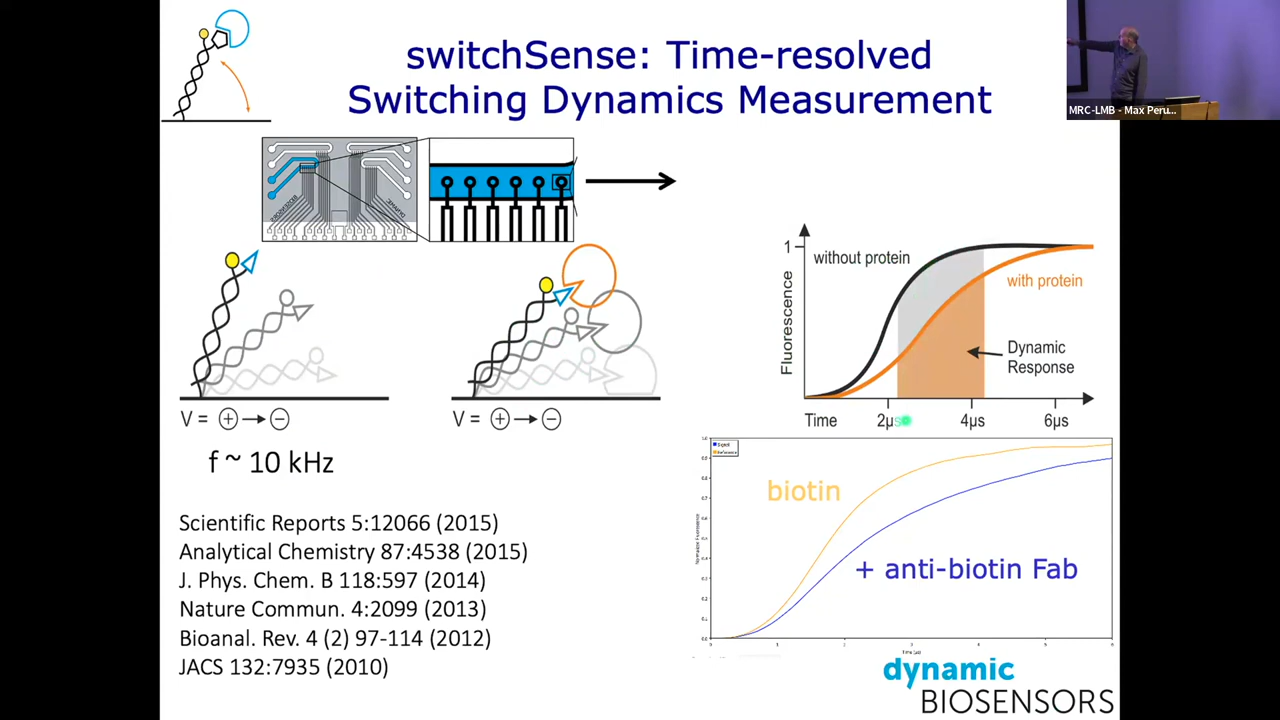 switchSense: Time-resolved
Switching Dynamics Measurement
MRC-LMB - Max Peru...
1
without protein
with protein
Fluorescence
Dynamic
Response
Time
2µs
4µs
6µs
V = + → −
V = + → −
f ~ 10 kHz
biotin
+ anti-biotin Fab
Scientific Reports 5:12066 (2015)
Analytical Chemistry 87:4538 (2015)
J. Phys. Chem. B 118:597 (2014)
Nature Commun. 4:2099 (2013)
Bioanal. Rev. 4 (2) 97-114 (2012)
JACS 132:7935 (2010)
dynamic
BIOSENSORS